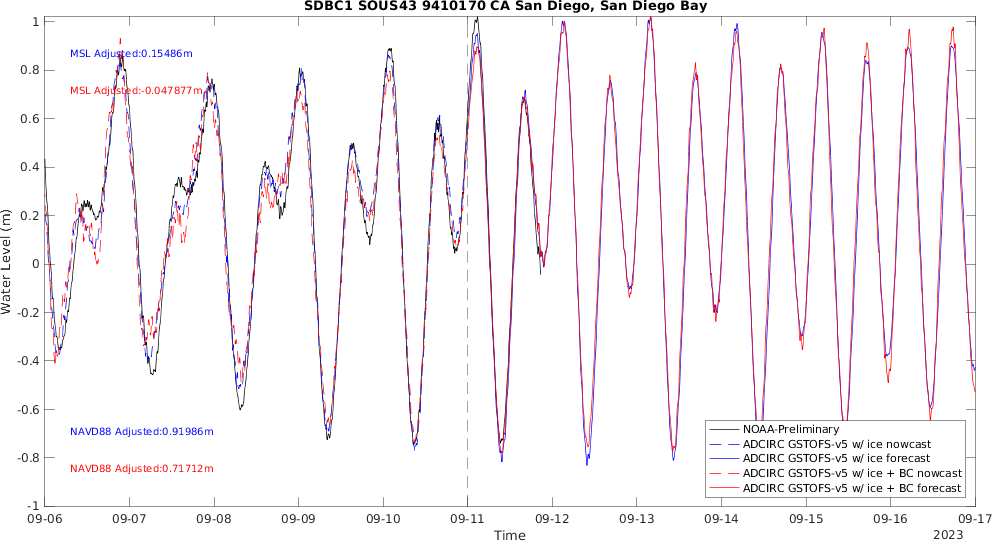 SDBC1 SOUS43 9410170 CA San Diego, San Diego Bay
1
0.8
0.6
0.4
0.2
0
-0.2
-0.4
-0.6
-0.8
-1
Water Level (m)
MSL Adjusted:0.15486m
MSL Adjusted:-0.047877m
NAVD88 Adjusted:0.91986m
NAVD88 Adjusted:0.71712m
NOAA-Preliminary
ADCIRC GSTOFS-v5 w/ ice nowcast
ADCIRC GSTOFS-v5 w/ ice forecast
ADCIRC GSTOFS-v5 w/ ice + BC nowcast
ADCIRC GSTOFS-v5 w/ ice + BC forecast
09-06 09-07 09-08 09-09 09-10 09-11 09-12 09-13 09-14 09-15 09-16 09-17
Time
2023